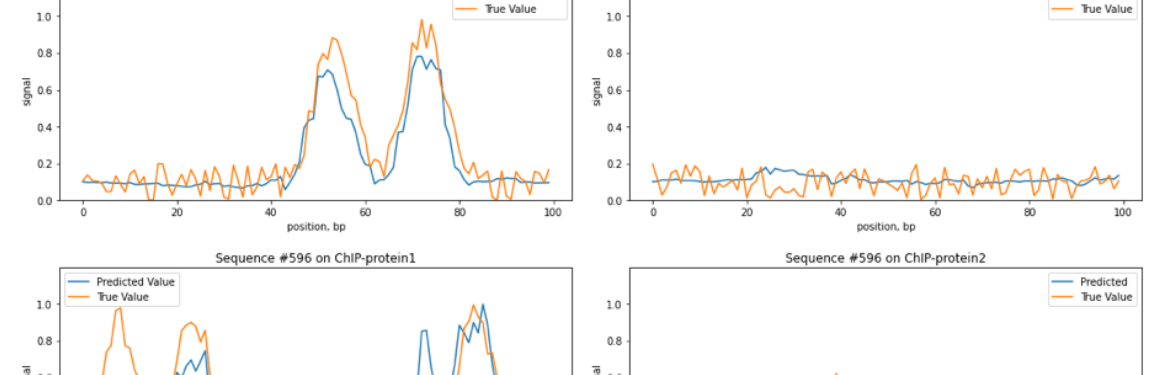 True Value
1.0
0.8
0.6
0.4
0.2
0.0
signal
0
20
40
60
80
100
position, bp
True Value
1.0
0.8
0.6
0.4
0.2
0.0
signal
0
20
40
60
80
100
position, bp
Sequence #596 on ChIP-protein1
Predicted Value
True Value
1.0
0.8
Sequence #596 on ChIP-protein2
Predicted
True Value
1.0
0.8